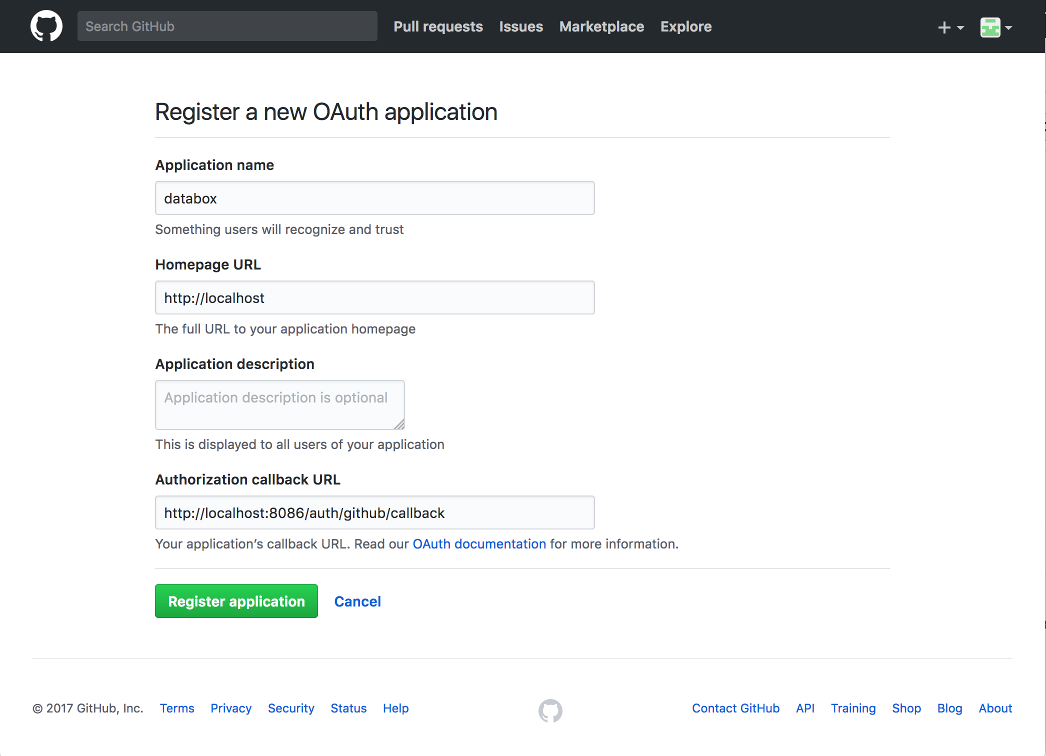 Search GitHub Pull requests Issues Marketplace Explore
Register a new OAuth application
Application name
databox
Something users will recognize and trust
Homepage URL
http://localhost
The full URL to your application homepage
Application description
Application description is optional
This is displayed to all users of your application
Authorization callback URL
http://localhost:8086/auth/github/callback
Your application’s callback URL. Read our OAuth documentation for more information.
Register application Cancel
© 2017 GitHub, Inc. Terms Privacy Security Status Help Contact GitHub API Training Shop Blog About